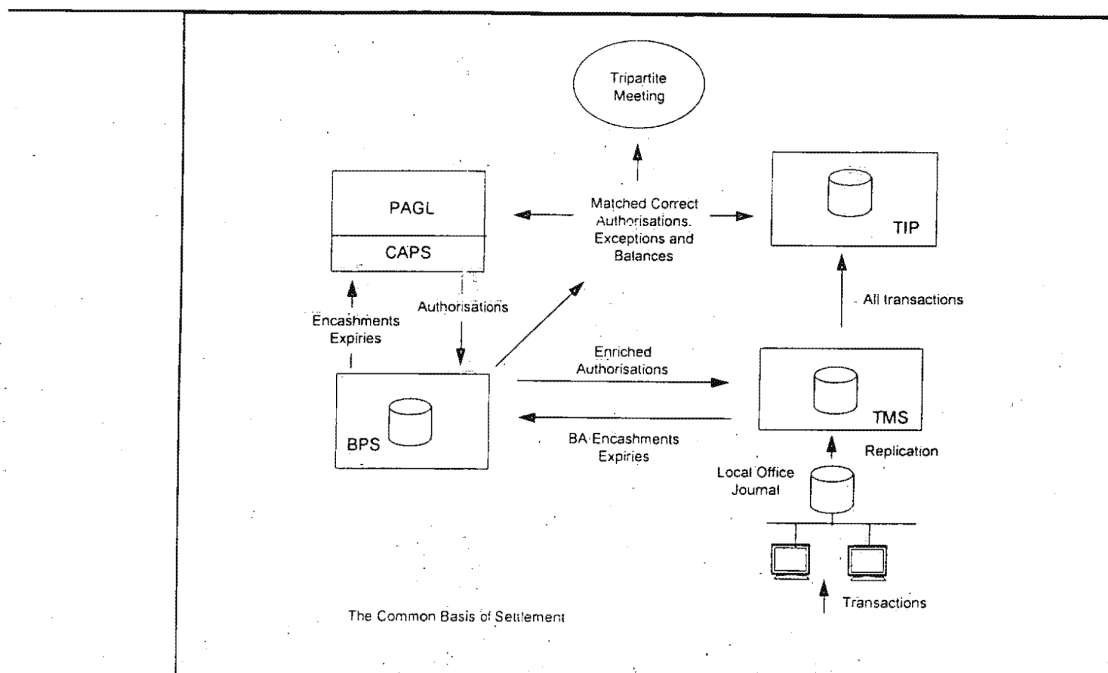 Tripartite
Meeting
PAGL
CAPS
Matched Correct
Authorisations.
Exceptions and
Balances
TIP
Encashments
Expiries
Authorisations
All transactions
Enriched
Authorisations
BPS
TMS
BA Encashments
Expiries
Replication
Local Office
Journal
Transactions
The Common Basis of Settlement